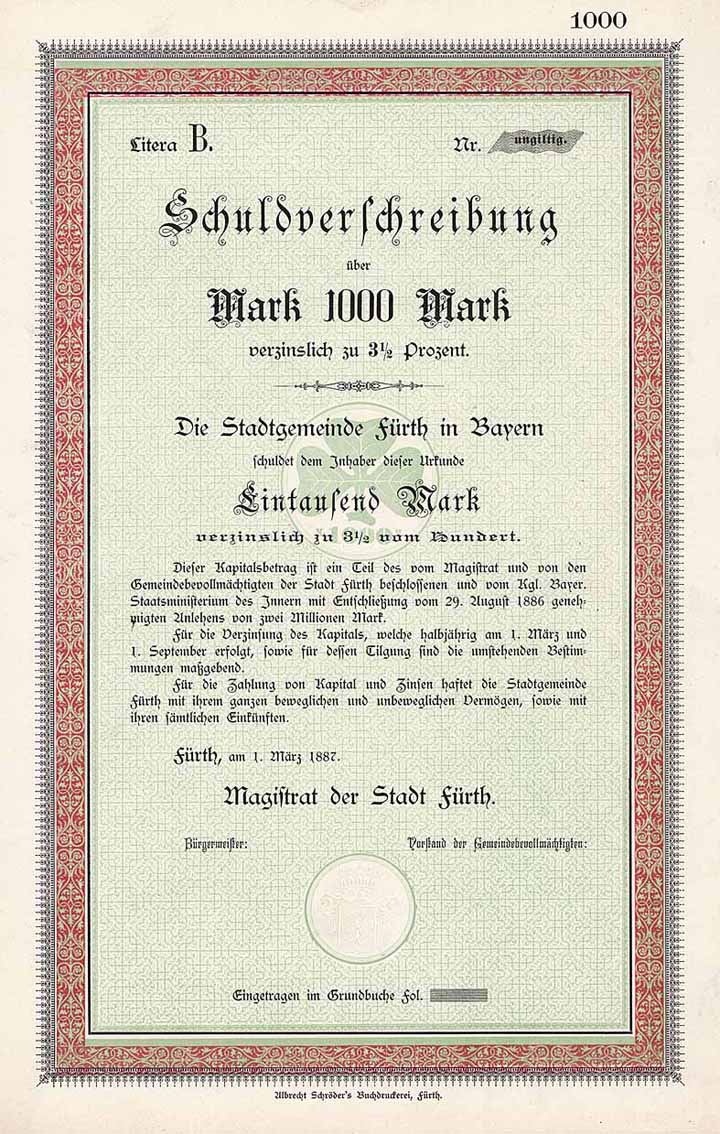 1000
Litera B. Nr. ungiltig.
Schuldverschreibung
über
Mark 1000 Mark
verzinslich zu 3½ Prozent.
Die Stadtgemeinde Fürth in Bayern
schuldet dem Inhaber dieser Urkunde
Eintausend Mark
1000
verzinslich zu 3½ vom Hundert.
Dieser Kapitalsbetrag ist ein Teil des vom Magistrat und von den
Gemeindebevollmächtigten der Stadt Fürth beschlossenen und vom Kgl. Bayer.
Staatsministerium des Innern mit Entschließung vom 29. August 1886 geneh-
migten Anlehens von zwei Millionen Mark.
Für die Verzinsung des Kapitals, welche halbjährig am 1. März und
1. September erfolgt, sowie für dessen Tilgung sind die umstehenden Bestim-
mungen maßgebend.
Für die Zahlung von Kapital und Zinsen haftet die Stadtgemeinde
Fürth mit ihrem ganzen beweglichen und unbeweglichen Vermögen, sowie mit
ihren sämtlichen Einkünften.
Fürth, am 1. März 1887.
Magistrat der Stadt Fürth.
Bürgermeister: Vorstand der Gemeindebevollmächtigten:
Eingetragen im Grundbuche Fol.
Albrecht Schröder's Buchdruckerei, Fürth.